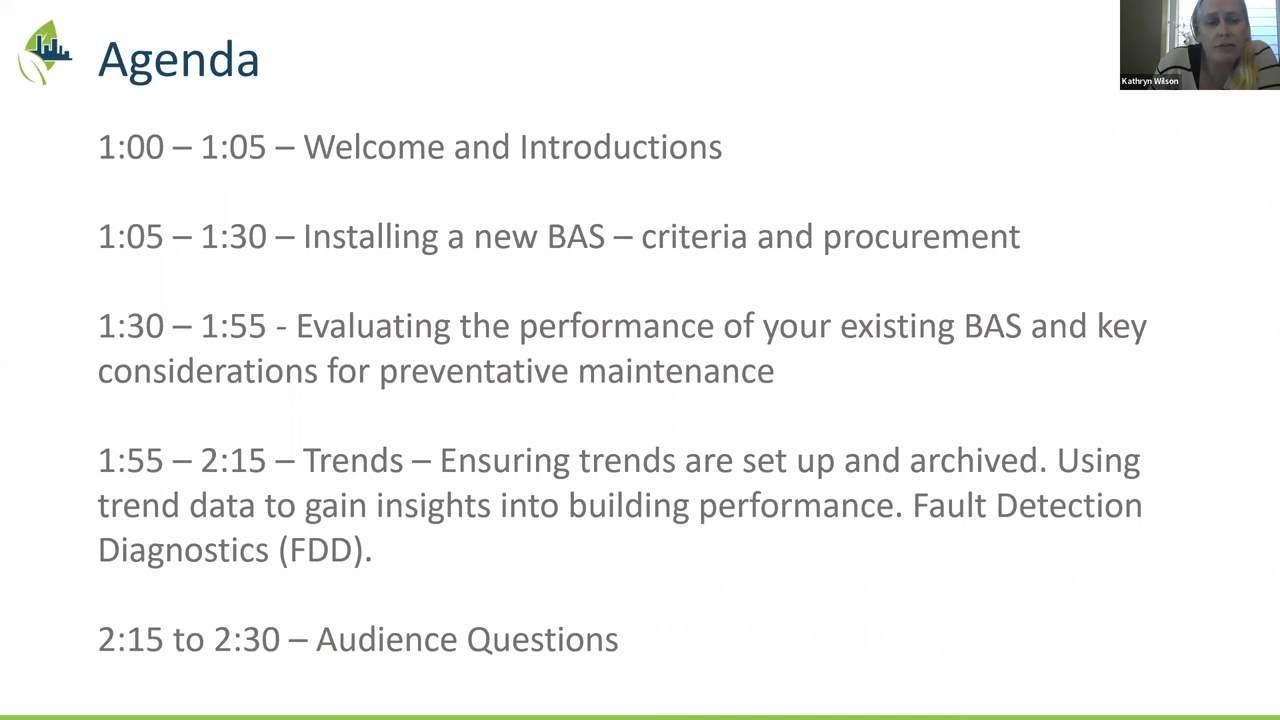 Agenda
Kathryn Wilson
1:00 – 1:05 – Welcome and Introductions
1:05 – 1:30 – Installing a new BAS – criteria and procurement
1:30 – 1:55 - Evaluating the performance of your existing BAS and key
considerations for preventative maintenance
1:55 – 2:15 – Trends – Ensuring trends are set up and archived. Using
trend data to gain insights into building performance. Fault Detection
Diagnostics (FDD).
2:15 to 2:30 – Audience Questions